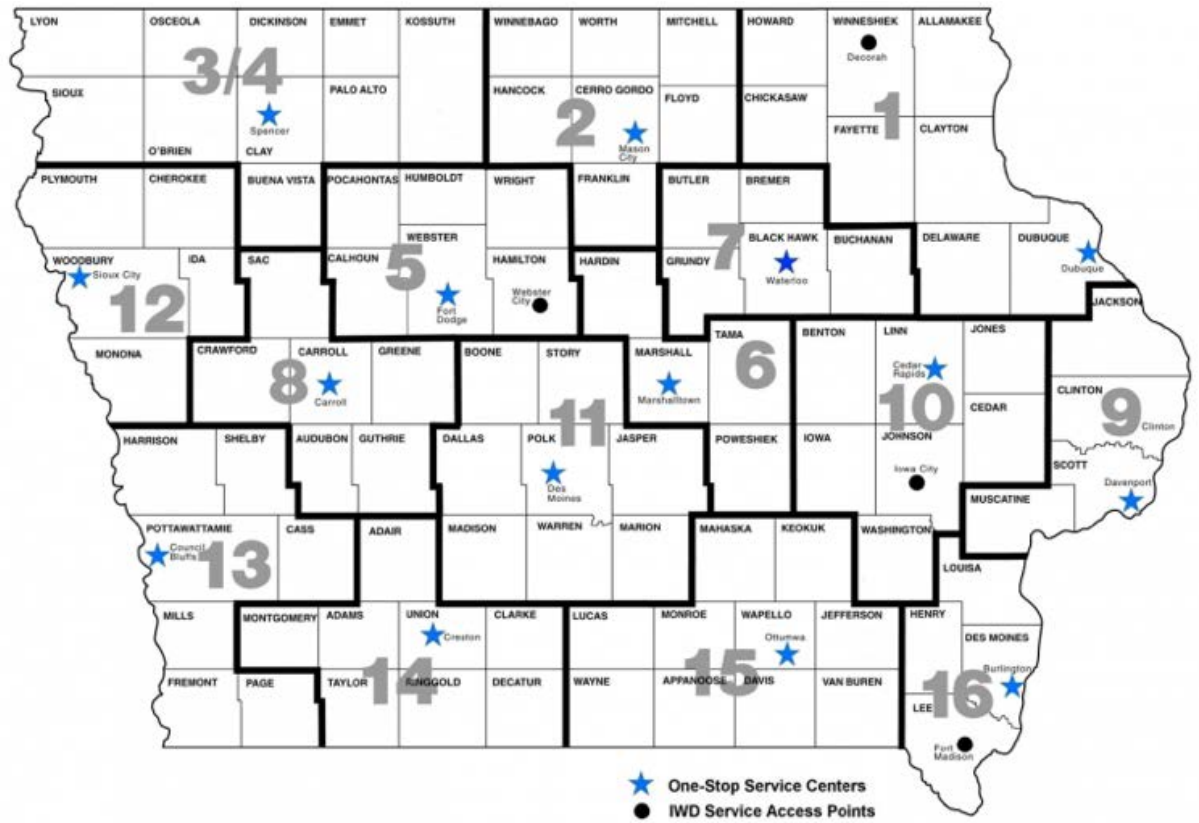 LYON
OSCEOLA
DICKINSON
EMMET
KOSSUTH
WINNEBAGO
WORTH
MITCHELL
HOWARD
WINNESHIEK
ALLAMAKEE
Decorah
3/4
SIOUX
PALO ALTO
HANCOCK
CERRO GORDO
FLOYD
CHICKASAW
1
2
Spencer
Mason
City
FAYETTE
CLAYTON
O'BRIEN
CLAY
PLYMOUTH
CHEROKEE
BUENA VISTA
POCAHONTAS
HUMBOLDT
WRIGHT
FRANKLIN
BUTLER
BREMER
WEBSTER
7
BLACK HAWK
BUCHANAN
DELAWARE
DUBUQUE
WOODBURY
Sioux City
IDA
SAC
CALHOUN
5
HAMILTON
HARDIN
GRUNDY
Waterloo
Dubuque
12
Fort
Dodge
Webster
City
JACKSON
MONONA
CRAWFORD
CARROLL
GREENE
BOONE
STORY
MARSHALL
TAMA
BENTON
LINN
JONES
8
Carroll
Marshalltown
6
Cedar
Rapids
10
CLINTON
9
Clinton
CEDAR
HARRISON
SHELBY
AUDUBON
GUTHRIE
DALLAS
POLK
11
JASPER
POWESHIEK
IOWA
JOHNSON
Iowa City
SCOTT
Davenport
Des
Moines
MUSCATINE
POTTAWATTAMIE
CASS
ADAIR
MADISON
WARREN
MARION
MAHASKA
KEOKUK
WASHINGTON
Council
Bluffs
13
LOUISA
MILLS
MONTGOMERY
ADAMS
UNION
Creston
CLARKE
LUCAS
MONROE
WAPELLO
Ottumwa
JEFFERSON
HENRY
DES MOINES
Burlington
FREMONT
PAGE
TAYLOR
14
RINGGOLD
DECATUR
WAYNE
APPANOOSE
15
DAVIS
VAN BUREN
16
LEE
Fort
Madison
One-Stop Service Centers
IWD Service Access Points